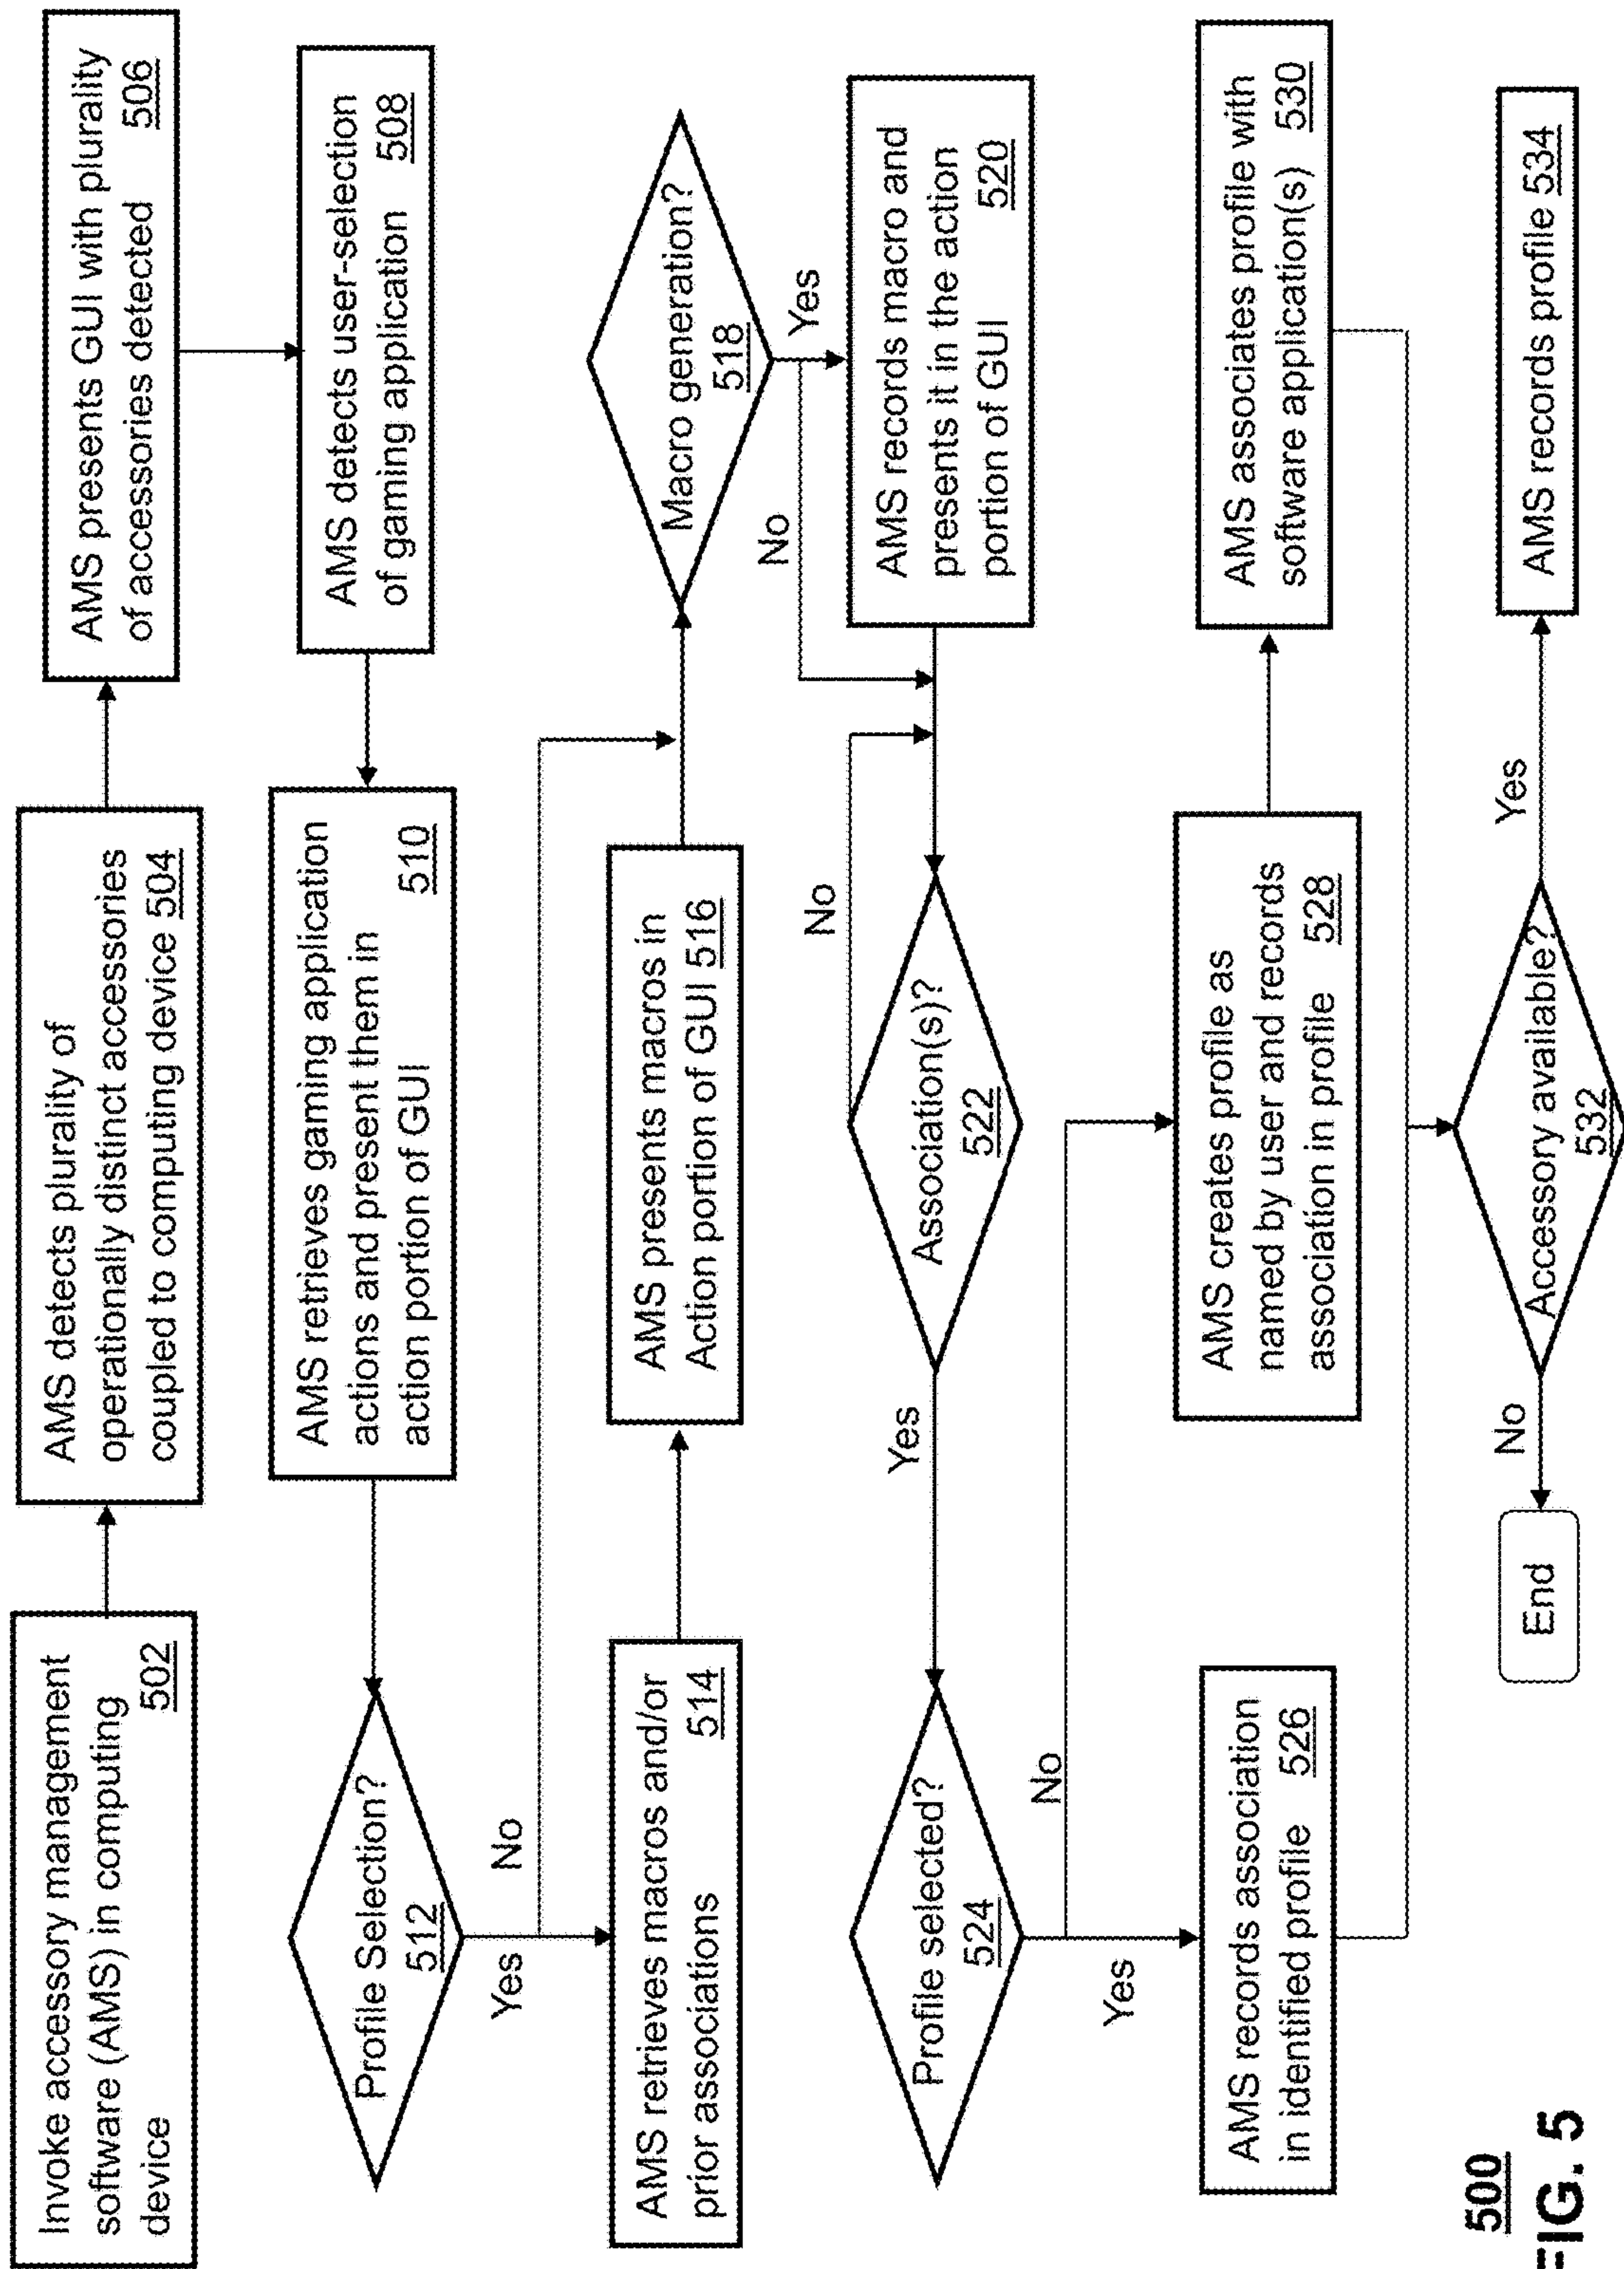 Invoke accessory management
software (AMS) in computing
device 502
AMS detects plurality of
operationally distinct accessories
coupled to computing device 504
AMS presents GUI with plurality
of accessories detected 506
AMS detects user-selection
of gaming application 508
AMS retrieves gaming application
actions and present them in
action portion of GUI 510
Profile Selection?
512
No
Yes
AMS retrieves macros and/or
prior associations 514
AMS presents macros in
Action portion of GUI 516
Macro generation?
518
No
Yes
AMS records macro and
presents it in the action
portion of GUI 520
No
Association(s)?
522
Yes
Profile selected?
524
No
Yes
AMS records association
in identified profile 526
AMS creates profile as
named by user and records
association in profile 528
AMS associates profile with
software application(s) 530
Accessory available?
532
No
Yes
End
AMS records profile 534
500
FIG. 5